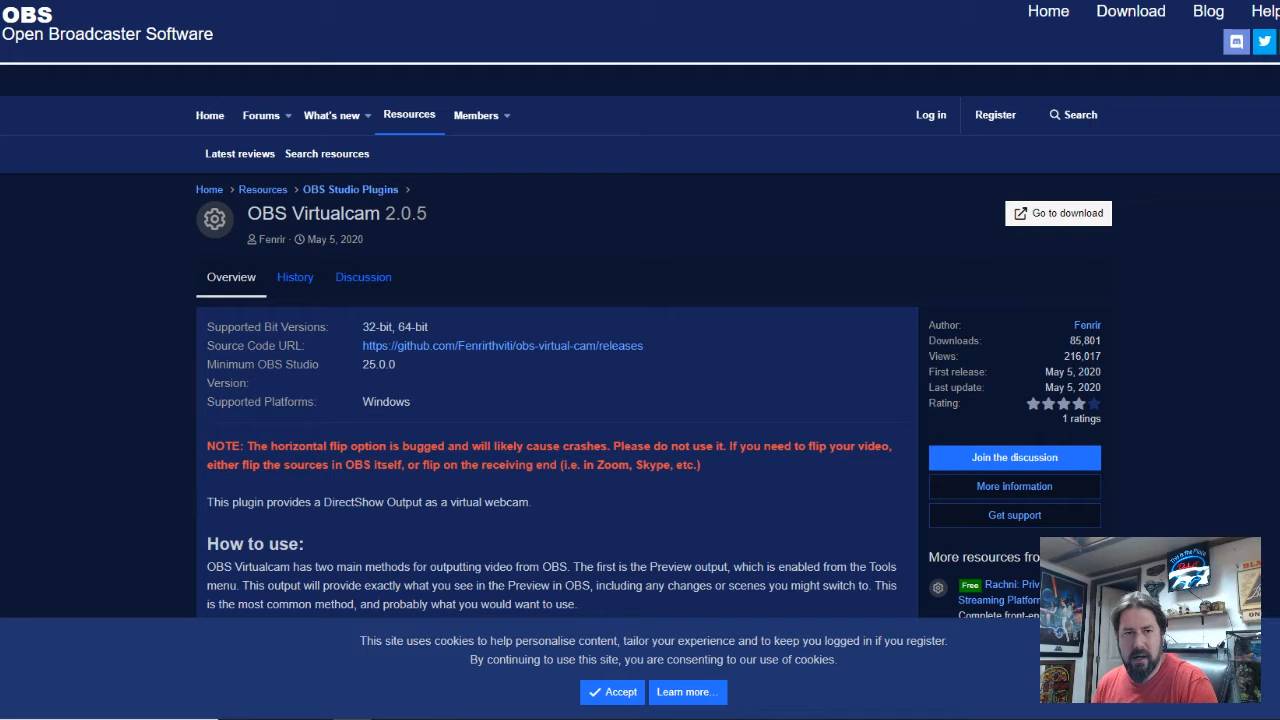 OBS
Open Broadcaster Software
Home Download Blog Help
Home Forums What's new Resources Members Log in Register Search
Latest reviews Search resources
Home > Resources > OBS Studio Plugins >
OBS Virtualcam 2.0.5
Go to download
Fenrir · May 5, 2020
Overview History Discussion
Supported Bit Versions: 32-bit, 64-bit
Source Code URL: https://github.com/Fenrirthviti/obs-virtual-cam/releases
Minimum OBS Studio 25.0.0
Version:
Supported Platforms: Windows
NOTE: The horizontal flip option is bugged and will likely cause crashes. Please do not use it. If you need to flip your video,
either flip the sources in OBS itself, or flip on the receiving end (i.e. in Zoom, Skype, etc.)
This plugin provides a DirectShow Output as a virtual webcam.
How to use:
OBS Virtualcam has two main methods for outputting video from OBS. The first is the Preview output, which is enabled from the Tools
menu. This output will provide exactly what you see in the Preview in OBS, including any changes or scenes you might switch to. This
is the most common method, and probably what you would want to use.
Author: Fenrir
Downloads: 85,801
Views: 216,017
First release: May 5, 2020
Last update: May 5, 2020
Rating:
1 ratings
Join the discussion
More information
Get support
More resources from
Free Rachni: Priv
Streaming Platform
Complete front-en
This site uses cookies to help personalise content, tailor your experience and to keep you logged in if you register.
By continuing to use this site, you are consenting to our use of cookies.
Accept Learn more…